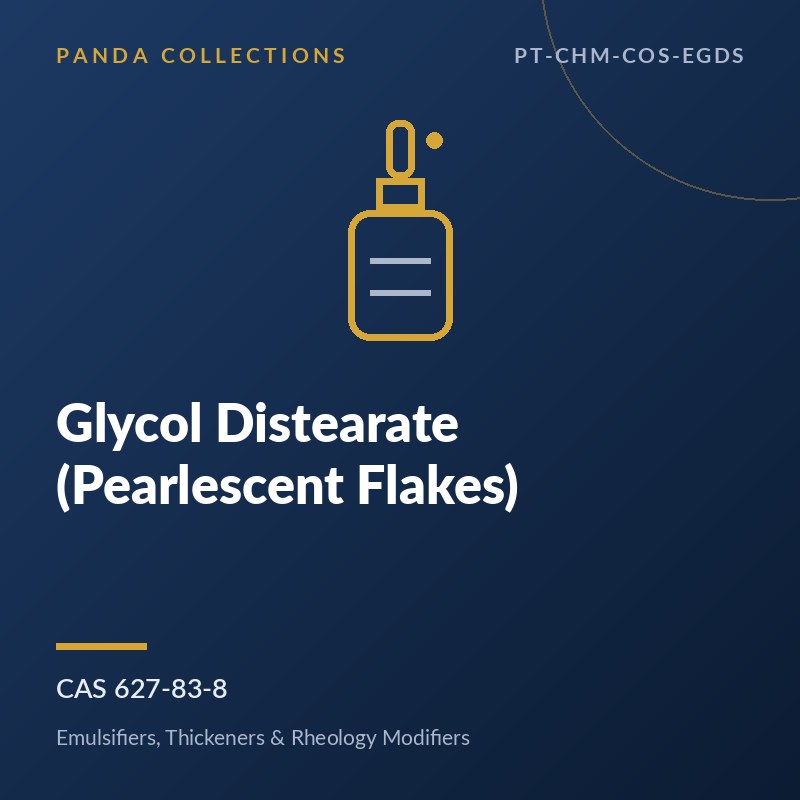 PANDA COLLECTIONS
PT-CHM-COS-EGDS
Glycol Distearate
(Pearlescent Flakes)
CAS 627-83-8
Emulsifiers, Thickeners & Rheology Modifiers